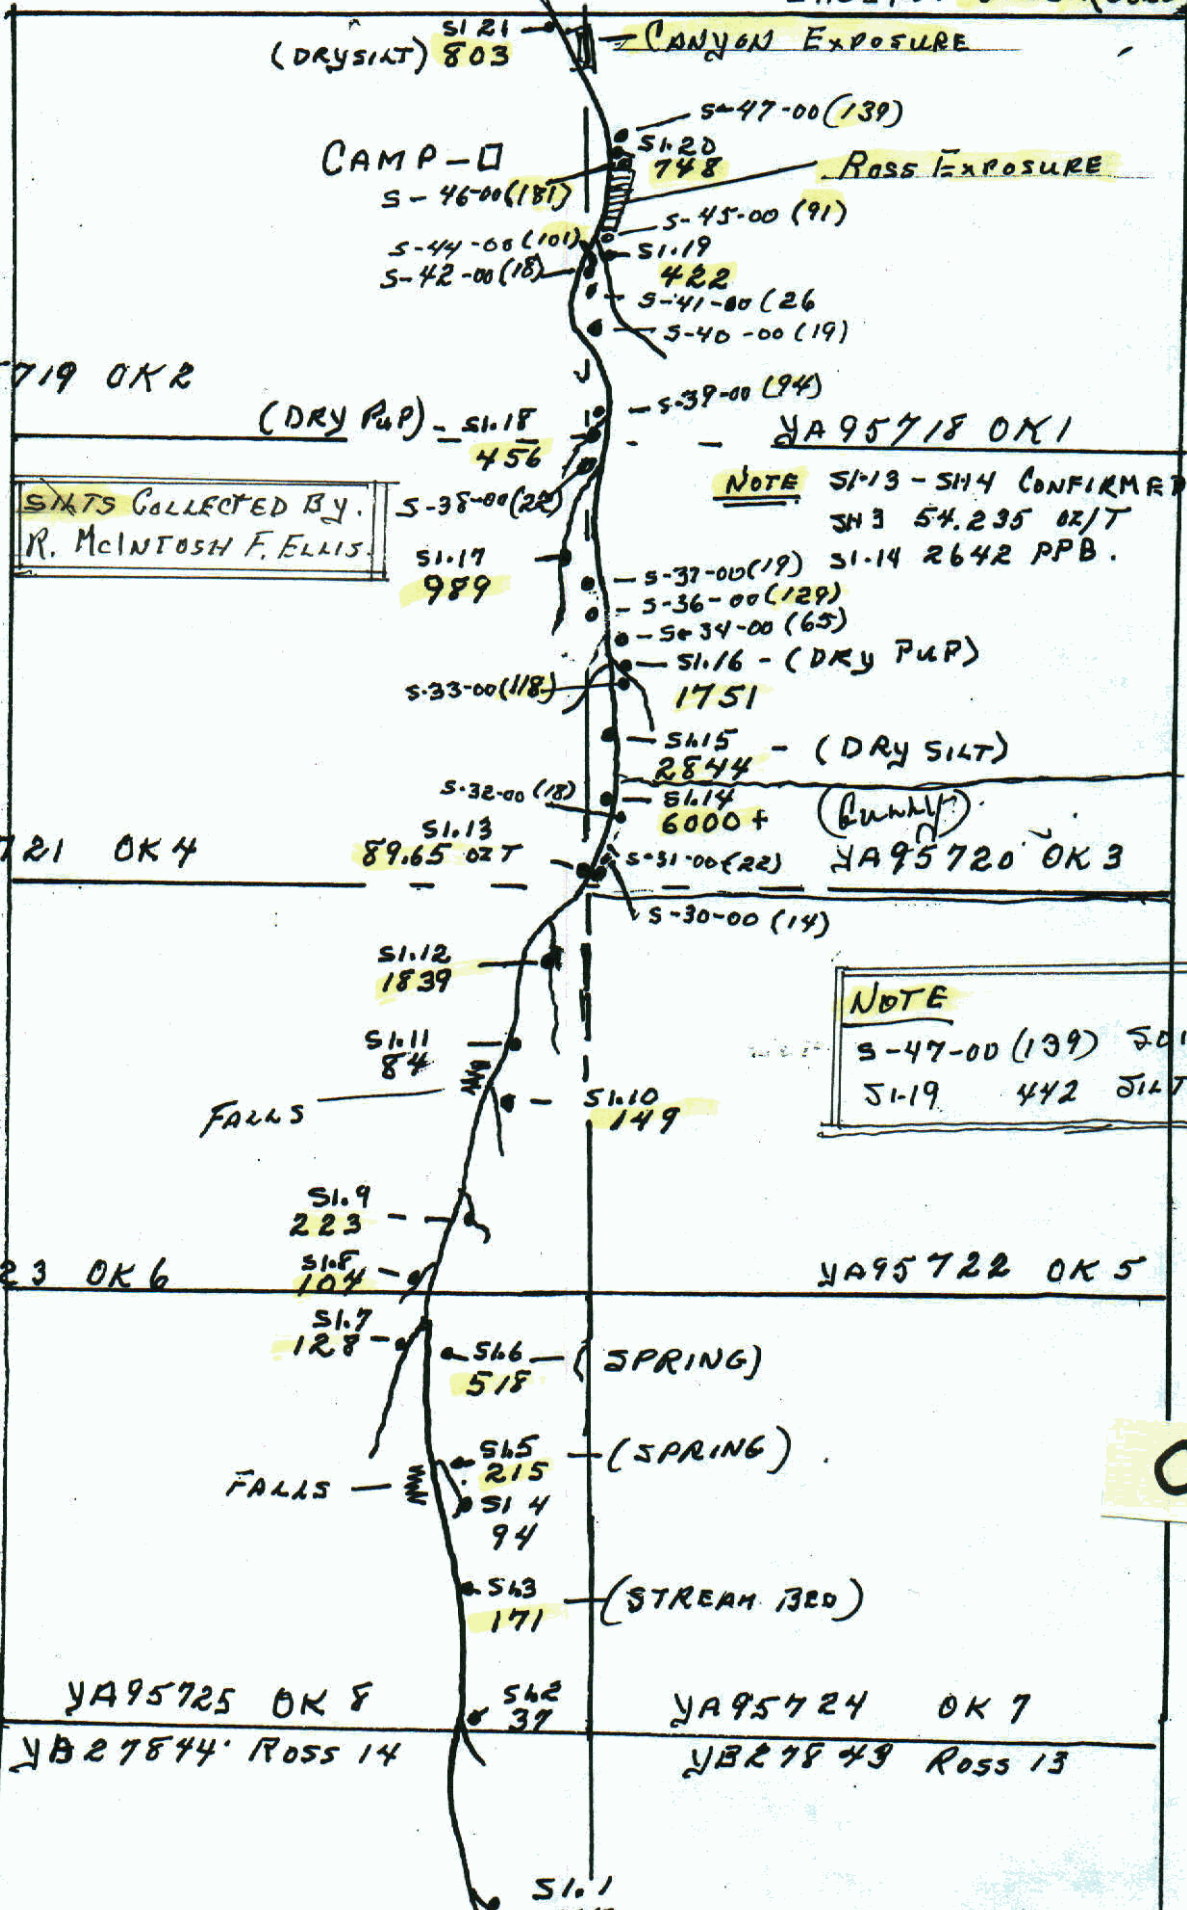 SI.21
(DRY SILT) 803
CANYON EXPOSURE
S-47-00 (139)
SI.20
748
CAMP-
ROSS EXPOSURE
S-46-00 (181)
S-45-00 (91)
S-44-00 (101)
SI.19
422
S-42-00 (18)
S-41-00 (26
S-40-00 (19)
719 OK 2
S-39-00 (94)
(DRY PUP) - SI.18
456
YA95718 OK 1
NOTE SI-13 - SI-14 CONFIRMED
54.235 OZ/T
SI.14 2642 PPB.
SILTS COLLECTED BY.
R. McINTOSH F. ELLIS.
S-38-00 (22)
SI.17
989
S-37-00 (19)
S-36-00 (129)
S-34-00 (65)
SI.16 - (DRY PUP)
1751
S-33-00 (118)
SI.15 - (DRY SILT)
2844
S-32-00 (18)
SI.14
6000 +
SI.13
89.65 OZ T
721 OK 4
S-31-00 (22)
YA95720 OK 3
S-30-00 (14)
SI.12
1839
NOTE
S-47-00 (139)
SI-19 442 SILT
SI.11
84
FALLS
SI.10
149
SI.9
223
SI.8
104
23 OK 6
YA95722 OK 5
SI.7
128
SI.6 - (SPRING)
518
SI.5 - (SPRING)
215
FALLS
SI 4
94
SI.3 - (STREAM BED)
171
YA95725 OK 8
SI.2
37
YA95724 OK 7
YB27844 ROSS 14
YB27843 ROSS 13
SI.1